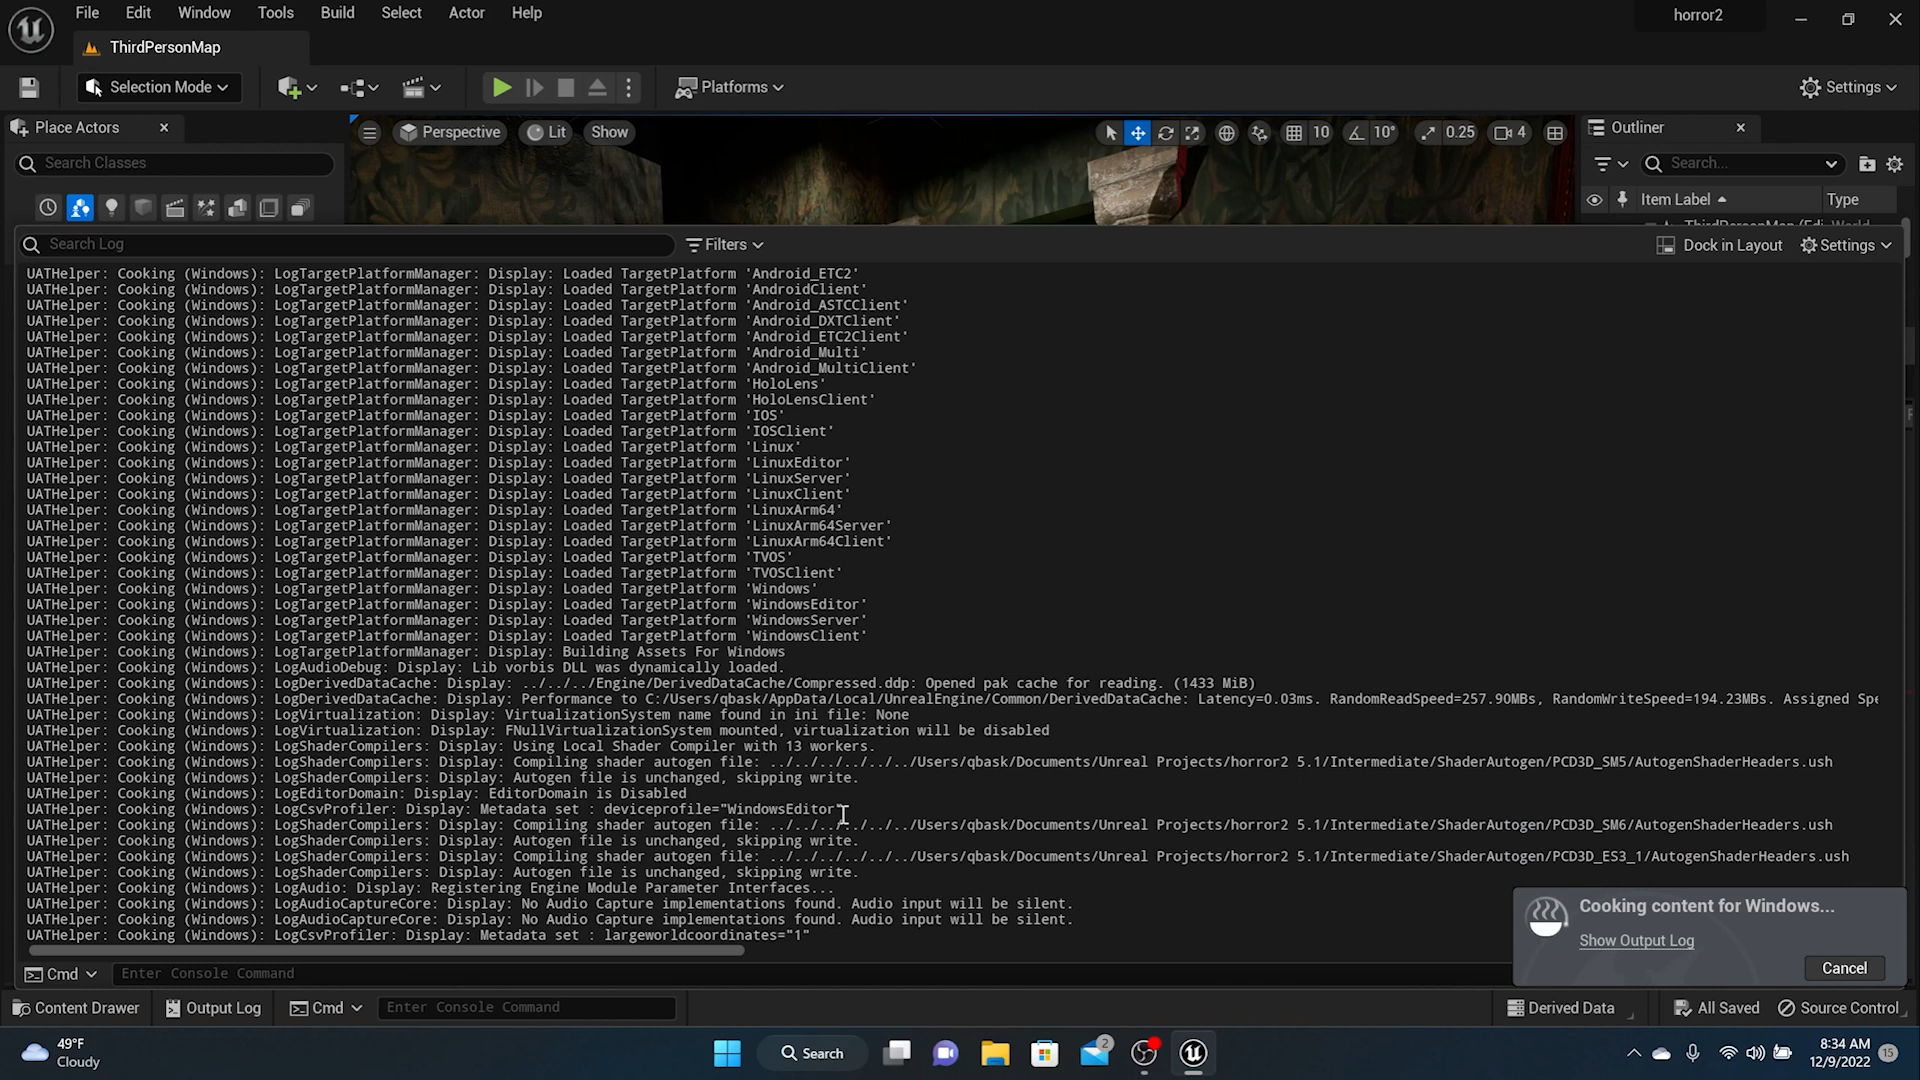 File Edit Window Tools Build Select Actor Help horror2
ThirdPersonMap
Selection Mode Platforms Settings
Place Actors Perspective Lit Show 10 10° 0.25 4 Outliner
Search Classes Search...
Item Label Type
Search Log Filters Dock in Layout Settings
UATHelper: Cooking (Windows): LogTargetPlatformManager: Display: Loaded TargetPlatform 'Android_ETC2'
UATHelper: Cooking (Windows): LogTargetPlatformManager: Display: Loaded TargetPlatform 'AndroidClient'
UATHelper: Cooking (Windows): LogTargetPlatformManager: Display: Loaded TargetPlatform 'Android_ASTCClient'
UATHelper: Cooking (Windows): LogTargetPlatformManager: Display: Loaded TargetPlatform 'Android_DXTClient'
UATHelper: Cooking (Windows): LogTargetPlatformManager: Display: Loaded TargetPlatform 'Android_ETC2Client'
UATHelper: Cooking (Windows): LogTargetPlatformManager: Display: Loaded TargetPlatform 'Android_Multi'
UATHelper: Cooking (Windows): LogTargetPlatformManager: Display: Loaded TargetPlatform 'Android_MultiClient'
UATHelper: Cooking (Windows): LogTargetPlatformManager: Display: Loaded TargetPlatform 'HoloLens'
UATHelper: Cooking (Windows): LogTargetPlatformManager: Display: Loaded TargetPlatform 'HoloLensClient'
UATHelper: Cooking (Windows): LogTargetPlatformManager: Display: Loaded TargetPlatform 'IOS'
UATHelper: Cooking (Windows): LogTargetPlatformManager: Display: Loaded TargetPlatform 'IOSClient'
UATHelper: Cooking (Windows): LogTargetPlatformManager: Display: Loaded TargetPlatform 'Linux'
UATHelper: Cooking (Windows): LogTargetPlatformManager: Display: Loaded TargetPlatform 'LinuxEditor'
UATHelper: Cooking (Windows): LogTargetPlatformManager: Display: Loaded TargetPlatform 'LinuxServer'
UATHelper: Cooking (Windows): LogTargetPlatformManager: Display: Loaded TargetPlatform 'LinuxClient'
UATHelper: Cooking (Windows): LogTargetPlatformManager: Display: Loaded TargetPlatform 'LinuxArm64'
UATHelper: Cooking (Windows): LogTargetPlatformManager: Display: Loaded TargetPlatform 'LinuxArm64Server'
UATHelper: Cooking (Windows): LogTargetPlatformManager: Display: Loaded TargetPlatform 'LinuxArm64Client'
UATHelper: Cooking (Windows): LogTargetPlatformManager: Display: Loaded TargetPlatform 'TVOS'
UATHelper: Cooking (Windows): LogTargetPlatformManager: Display: Loaded TargetPlatform 'TVOSClient'
UATHelper: Cooking (Windows): LogTargetPlatformManager: Display: Loaded TargetPlatform 'Windows'
UATHelper: Cooking (Windows): LogTargetPlatformManager: Display: Loaded TargetPlatform 'WindowsEditor'
UATHelper: Cooking (Windows): LogTargetPlatformManager: Display: Loaded TargetPlatform 'WindowsServer'
UATHelper: Cooking (Windows): LogTargetPlatformManager: Display: Loaded TargetPlatform 'WindowsClient'
UATHelper: Cooking (Windows): LogTargetPlatformManager: Display: Building Assets For Windows
UATHelper: Cooking (Windows): LogAudioDebug: Display: Lib vorbis DLL was dynamically loaded.
UATHelper: Cooking (Windows): LogDerivedDataCache: Display: ../../../Engine/DerivedDataCache/Compressed.ddp: Opened pak cache for reading. (1433 MiB)
UATHelper: Cooking (Windows): LogDerivedDataCache: Display: Performance to C:/Users/qbask/AppData/Local/UnrealEngine/Common/DerivedDataCache: Latency=0.03ms. RandomReadSpeed=257.90MBs, RandomWriteSpeed=194.23MBs. Assigned Spe
UATHelper: Cooking (Windows): LogVirtualization: Display: VirtualizationSystem name found in ini file: None
UATHelper: Cooking (Windows): LogVirtualization: Display: FNullVirtualizationSystem mounted, virtualization will be disabled
UATHelper: Cooking (Windows): LogShaderCompilers: Display: Using Local Shader Compiler with 13 workers.
UATHelper: Cooking (Windows): LogShaderCompilers: Display: Compiling shader autogen file: ../../../../../../Users/qbask/Documents/Unreal Projects/horror2 5.1/Intermediate/ShaderAutogen/PCD3D_SM5/AutogenShaderHeaders.ush
UATHelper: Cooking (Windows): LogShaderCompilers: Display: Autogen file is unchanged, skipping write.
UATHelper: Cooking (Windows): LogEditorDomain: Display: EditorDomain is Disabled
UATHelper: Cooking (Windows): LogCsvProfiler: Display: Metadata set : deviceprofile="WindowsEditor"
UATHelper: Cooking (Windows): LogShaderCompilers: Display: Compiling shader autogen file: ../../../../../../Users/qbask/Documents/Unreal Projects/horror2 5.1/Intermediate/ShaderAutogen/PCD3D_SM6/AutogenShaderHeaders.ush
UATHelper: Cooking (Windows): LogShaderCompilers: Display: Autogen file is unchanged, skipping write.
UATHelper: Cooking (Windows): LogShaderCompilers: Display: Compiling shader autogen file: ../../../../../../Users/qbask/Documents/Unreal Projects/horror2 5.1/Intermediate/ShaderAutogen/PCD3D_ES3_1/AutogenShaderHeaders.ush
UATHelper: Cooking (Windows): LogShaderCompilers: Display: Autogen file is unchanged, skipping write.
UATHelper: Cooking (Windows): LogAudio: Display: Registering Engine Module Parameter Interfaces...
UATHelper: Cooking (Windows): LogAudioCaptureCore: Display: No Audio Capture implementations found. Audio input will be silent.
UATHelper: Cooking (Windows): LogAudioCaptureCore: Display: No Audio Capture implementations found. Audio input will be silent.
UATHelper: Cooking (Windows): LogCsvProfiler: Display: Metadata set : largeworldcoordinates="1"
Cooking content for Windows...
Show Output Log
Cancel
Cmd Enter Console Command
Content Drawer Output Log Cmd Enter Console Command Derived Data All Saved Source Control
49°F
Cloudy
Search
2
8:34 AM
12/9/2022
15